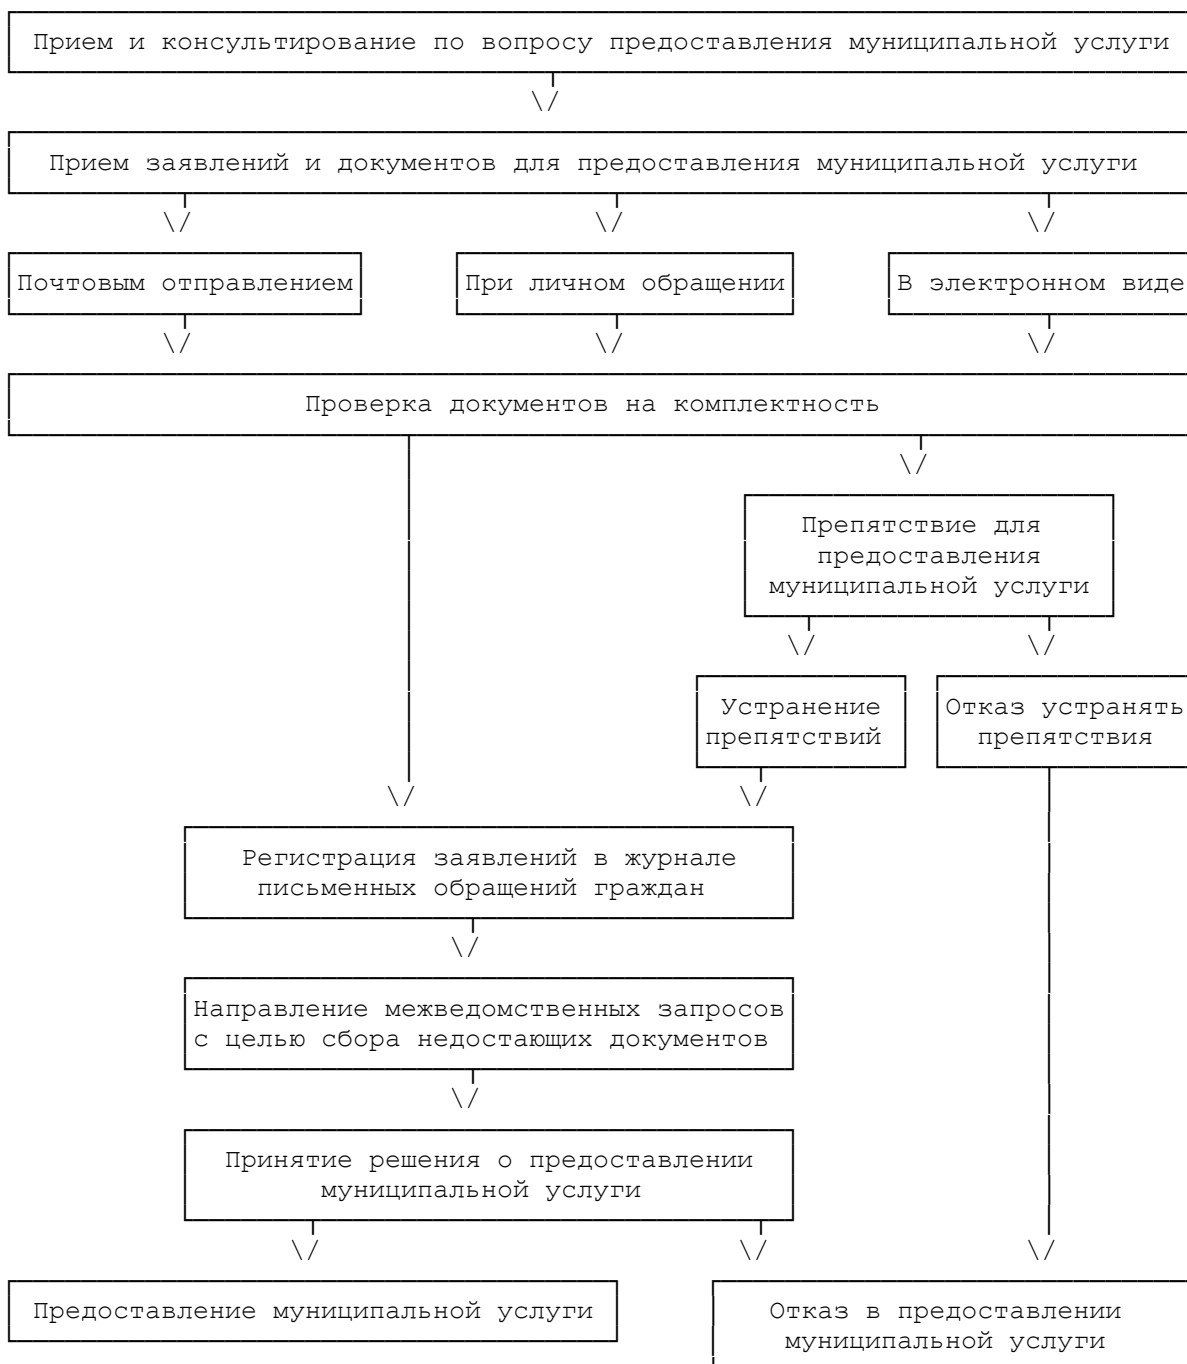 Прием и консультирование по вопросу предоставления муниципальной услуги
Прием заявлений и документов для предоставления муниципальной услуги
Почтовым отправлением
При личном обращении
В электронном виде
Проверка документов на комплектность
Препятствие для
предоставления
муниципальной услуги
Устранение
препятствий
Отказ устранять
препятствия
Регистрация заявлений в журнале
письменных обращений граждан
Направление межведомственных запросов
с целью сбора недостающих документов
Принятие решения о предоставлении
муниципальной услуги
Предоставление муниципальной услуги
Отказ в предоставлении
муниципальной услуги